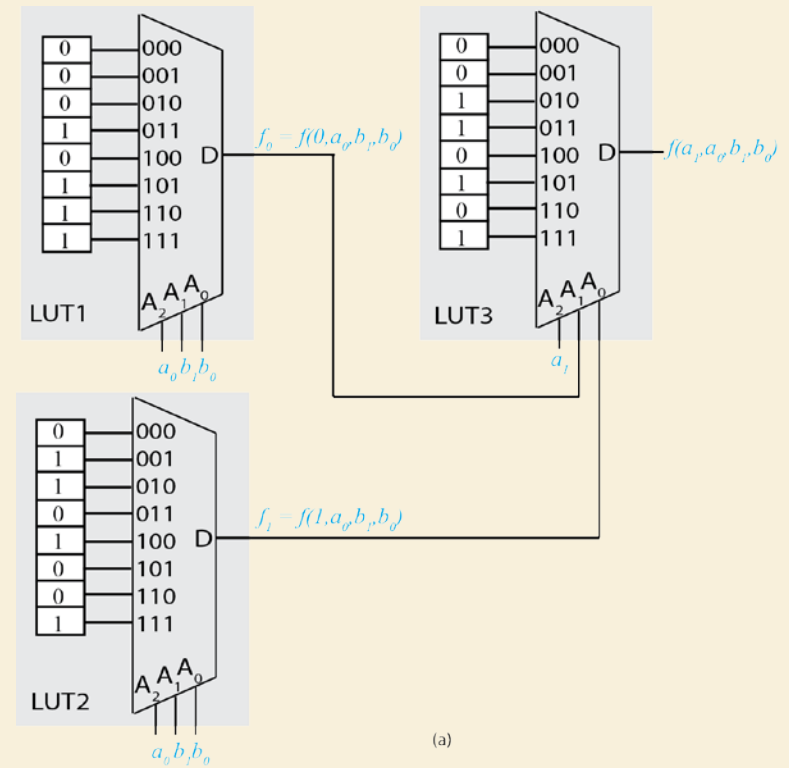 0 000
0 001
0 010
1 011
0 100
1 101
1 110
1 111
D
A₂ A₁ A₀
LUT1
a₀ b₁ b₀
f₀ = f(0,a₀,b₁,b₀)
0 000
0 001
1 010
1 011
0 100
1 101
0 110
1 111
D
A₂ A₁ A₀
LUT3
a₁
f(a₁,a₀,b₁,b₀)
0 000
1 001
1 010
0 011
1 100
0 101
0 110
1 111
D
A₂ A₁ A₀
LUT2
a₀ b₁ b₀
f₁ = f(1,a₀,b₁,b₀)
(a)